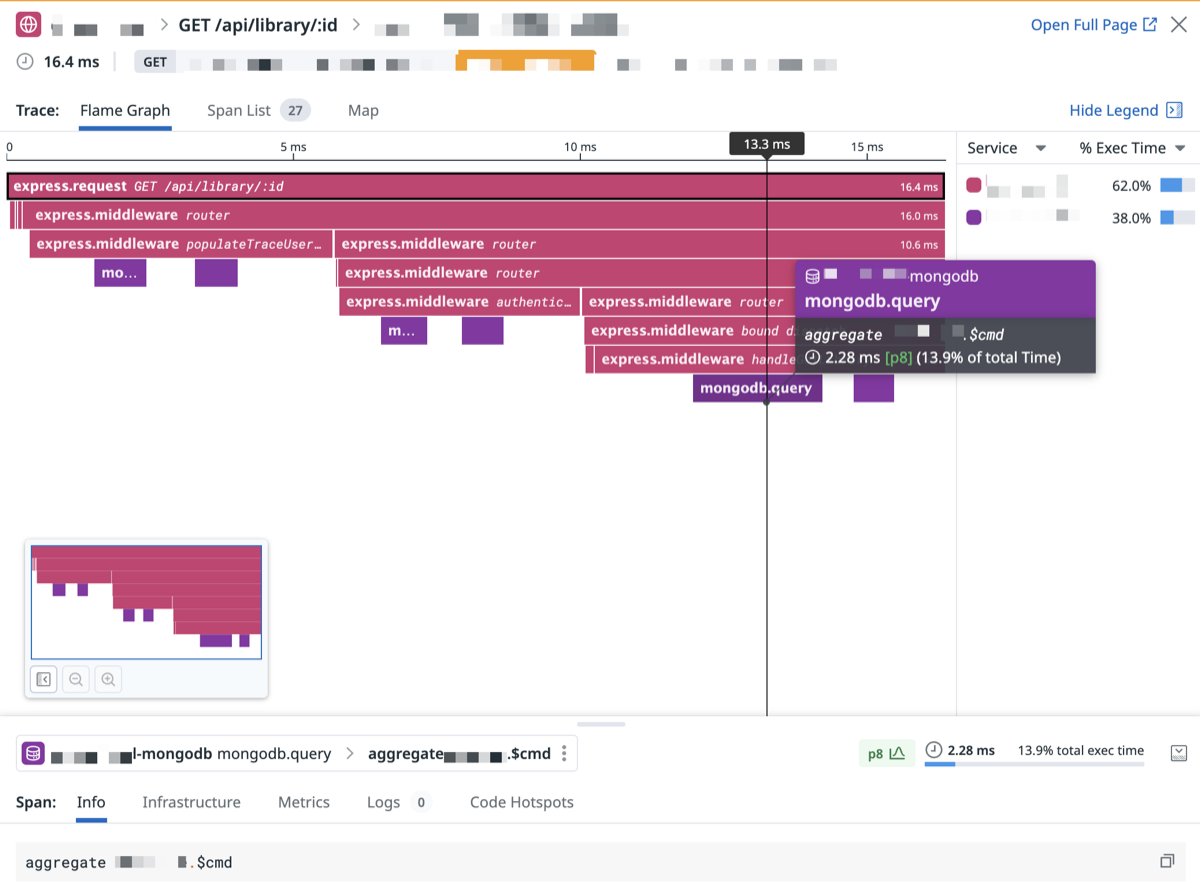 GET /api/library/:id
Open Full Page
16.4 ms
GET
Trace:
Flame Graph
Span List 27
Map
Hide Legend
0
5 ms
10 ms
13.3 ms
15 ms
Service
% Exec Time
express.request GET /api/library/:id 16.4 ms
62.0%
express.middleware router 16.0 ms
38.0%
express.middleware populateTraceUser…
express.middleware router 10.6 ms
mo…
express.middleware router
mongodb
express.middleware authentic…
express.middleware router
mongodb.query
m…
express.middleware bound d
aggregate .$cmd
express.middleware handle
2.28 ms [p8] (13.9% of total Time)
mongodb.query
l-mongodb mongodb.query
aggregate .$cmd
p8
2.28 ms
13.9% total exec time
Span:
Info
Infrastructure
Metrics
Logs 0
Code Hotspots
aggregate .$cmd